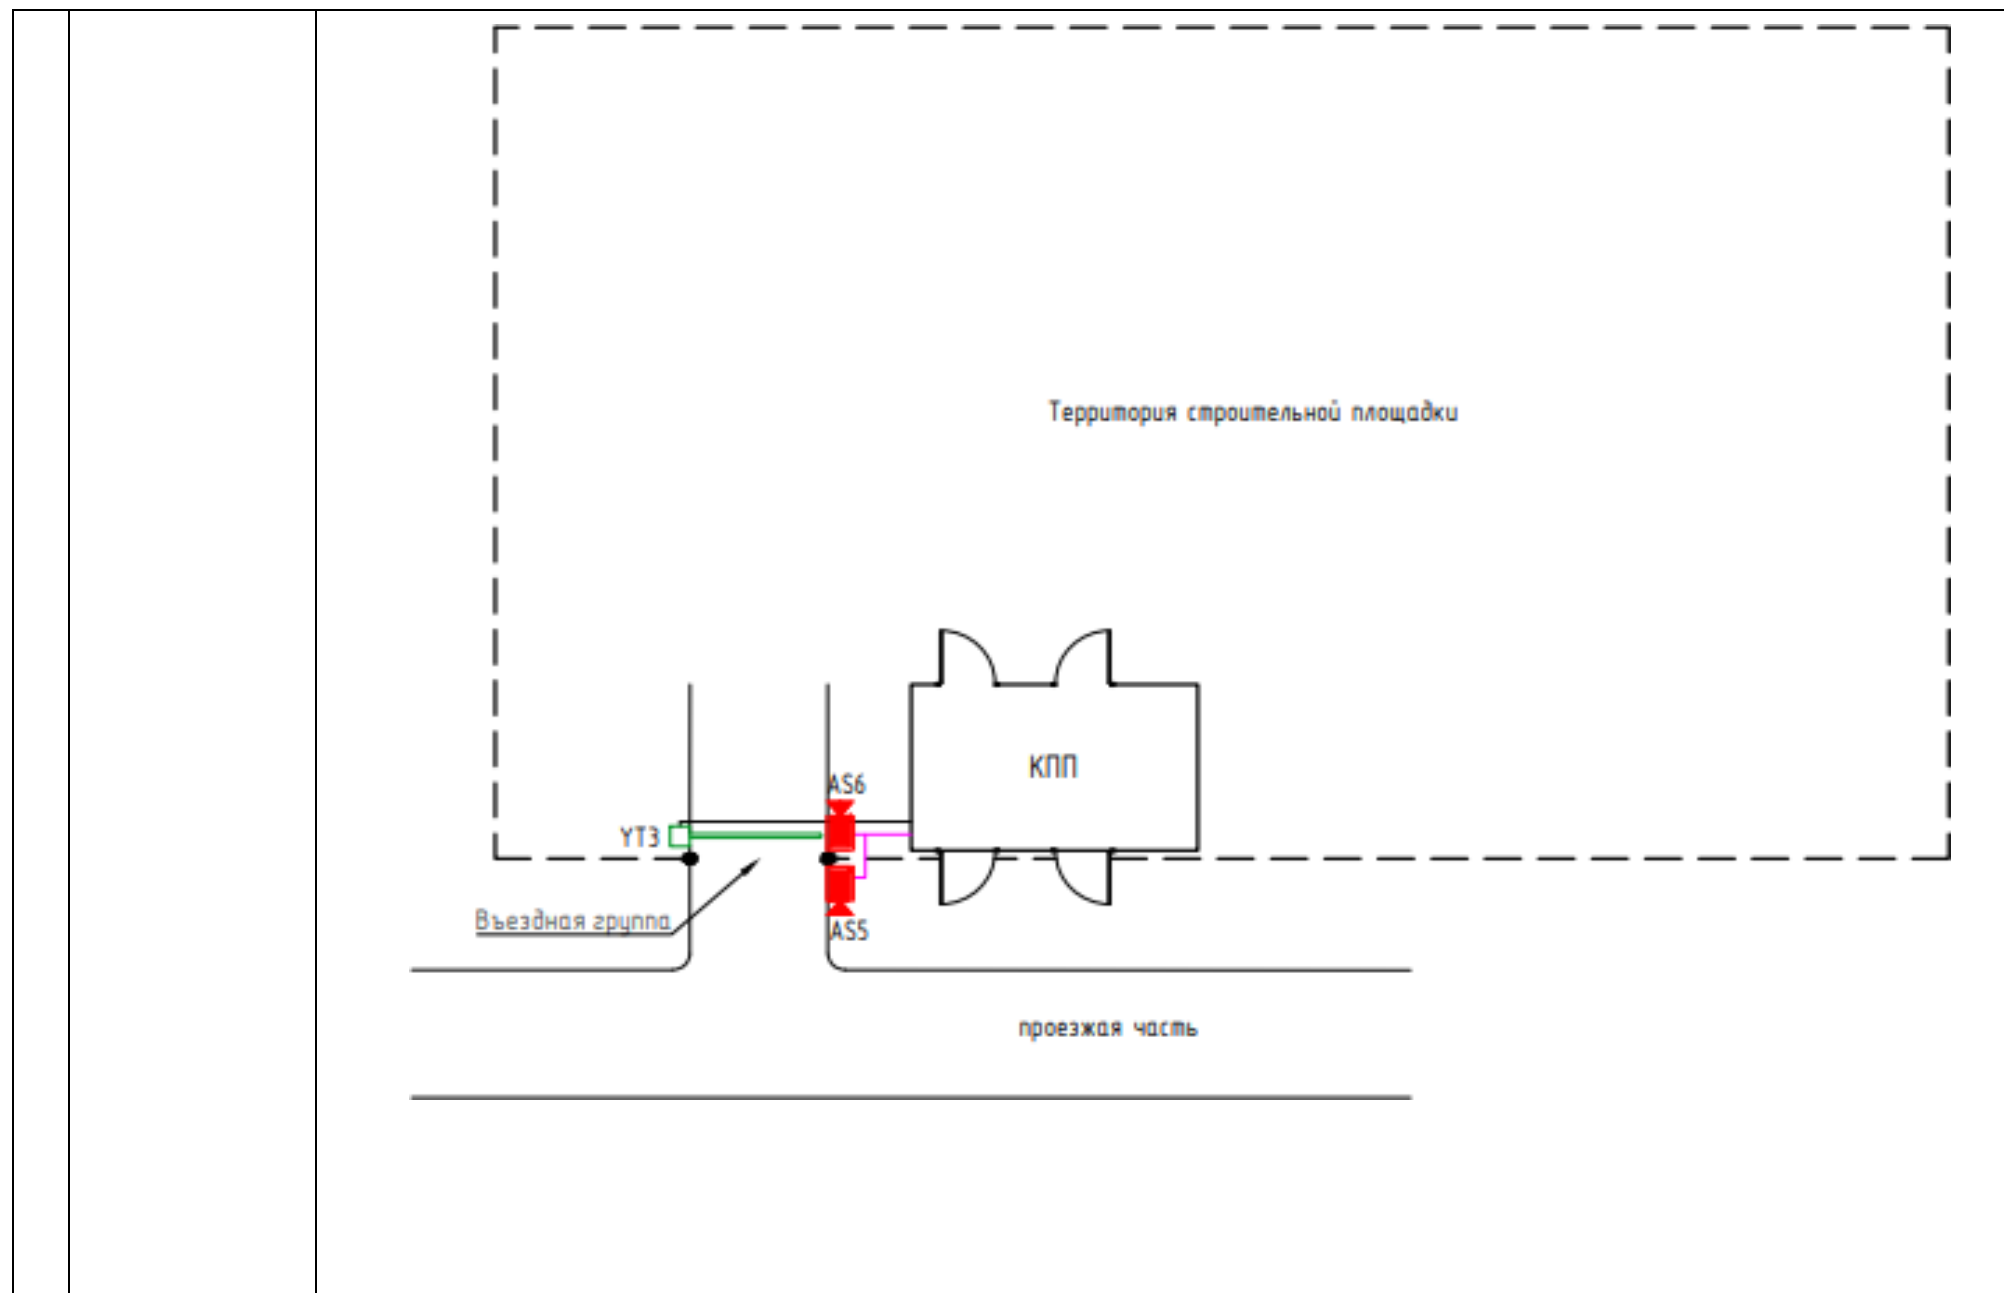 Территория строительной площадки
КПП
AS6
YT3
Въездная группа
AS5
проезжая часть